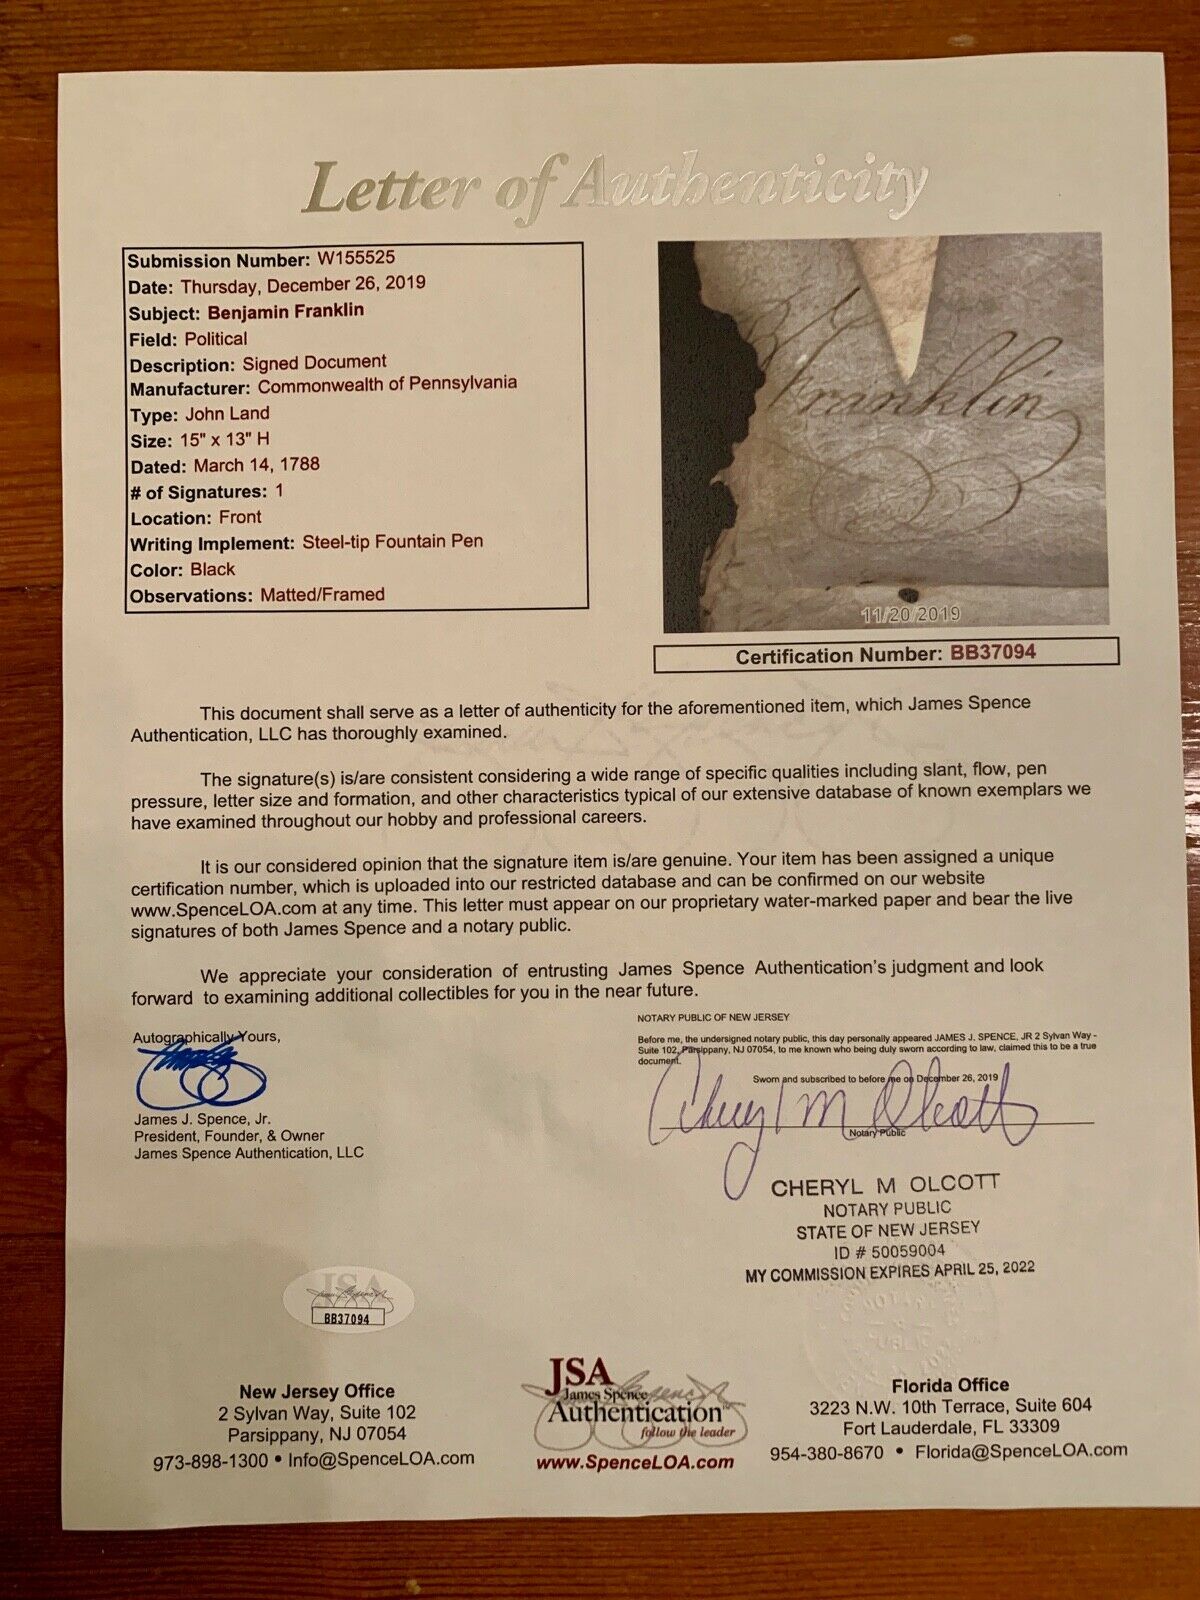 Letter of Authenticity
Submission Number: W155525
Date: Thursday, December 26, 2019
Subject: Benjamin Franklin
Field: Political
Description: Signed Document
Manufacturer: Commonwealth of Pennsylvania
Type: John Land
Size: 15" x 13" H
Dated: March 14, 1788
# of Signatures: 1
Location: Front
Writing Implement: Steel-tip Fountain Pen
Color: Black
Observations: Matted/Framed
B Franklin
11/20/2019
Certification Number: BB37094
This document shall serve as a letter of authenticity for the aforementioned item, which James Spence
Authentication, LLC has thoroughly examined.
The signature(s) is/are consistent considering a wide range of specific qualities including slant, flow, pen
pressure, letter size and formation, and other characteristics typical of our extensive database of known exemplars we
have examined throughout our hobby and professional careers.
It is our considered opinion that the signature item is/are genuine. Your item has been assigned a unique
certification number, which is uploaded into our restricted database and can be confirmed on our website
www.SpenceLOA.com at any time. This letter must appear on our proprietary water-marked paper and bear the live
signatures of both James Spence and a notary public.
We appreciate your consideration of entrusting James Spence Authentication's judgment and look
forward to examining additional collectibles for you in the near future.
Autographically Yours,
James J. Spence, Jr.
President, Founder, & Owner
James Spence Authentication, LLC
NOTARY PUBLIC OF NEW JERSEY
Before me, the undersigned notary public, this day personally appeared JAMES J. SPENCE, JR 2 Sylvan Way -
Suite 102, Parsippany, NJ 07054, to me known who being duly sworn according to law, claimed this to be a true
document.
Sworn and subscribed to before me on December 26, 2019
Cheryl M Olcott
Notary Public
CHERYL M OLCOTT
NOTARY PUBLIC
STATE OF NEW JERSEY
ID # 50059004
MY COMMISSION EXPIRES APRIL 25, 2022
JSA
BB37094
New Jersey Office
2 Sylvan Way, Suite 102
Parsippany, NJ 07054
973-898-1300 • Info@SpenceLOA.com
JSA
James Spence
Authentication
follow the leader
www.SpenceLOA.com
Florida Office
3223 N.W. 10th Terrace, Suite 604
Fort Lauderdale, FL 33309
954-380-8670 • Florida@SpenceLOA.com